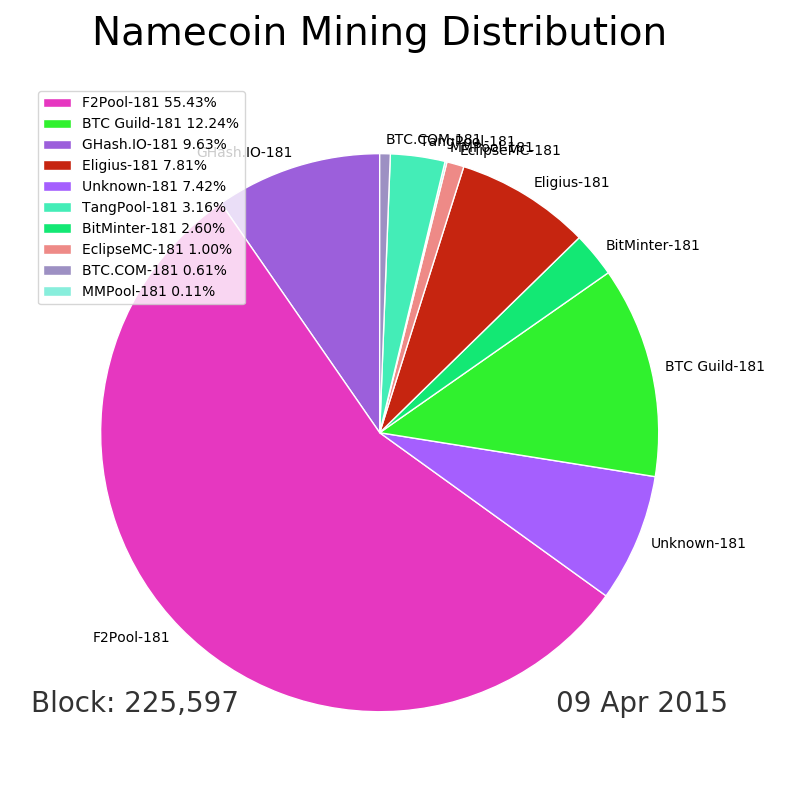 Namecoin Mining Distribution
F2Pool-181 55.43%
BTC Guild-181 12.24%
GHash.IO-181 9.63%
Eligius-181 7.81%
Unknown-181 7.42%
TangPool-181 3.16%
BitMinter-181 2.60%
EclipseMC-181 1.00%
BTC.COM-181 0.61%
MMPool-181 0.11%
GHash.IO-181
BTC.COM-181
TangPool-181
MMPool-181
EclipseMC-181
Eligius-181
BitMinter-181
BTC Guild-181
Unknown-181
F2Pool-181
Block: 225,597
09 Apr 2015